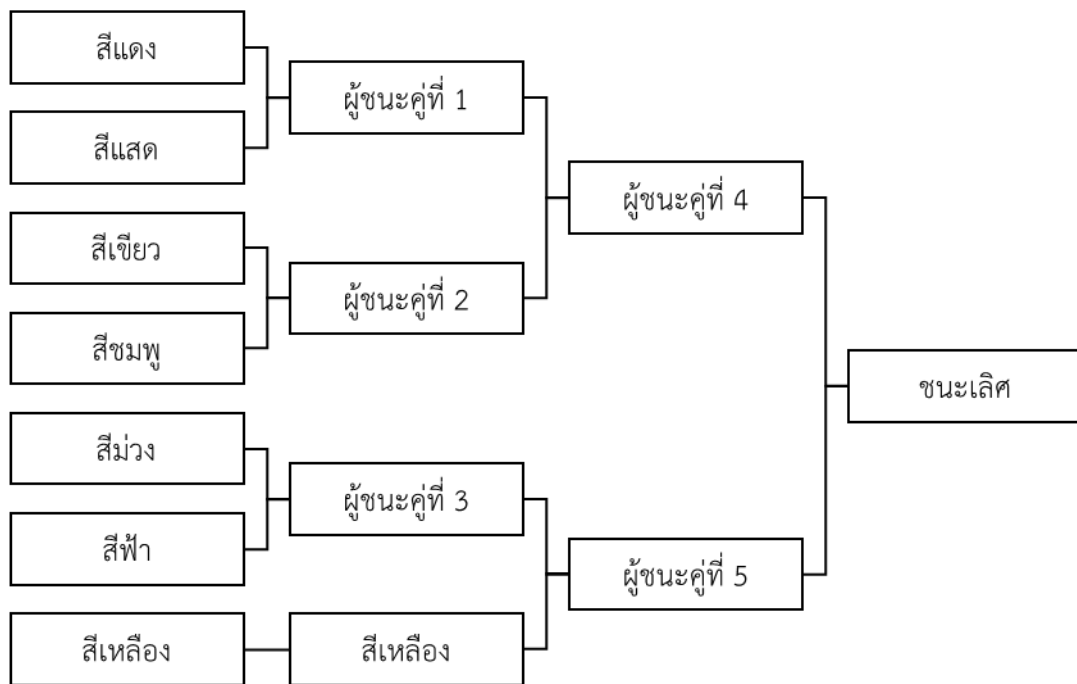 สีแดง
สีแสด
สีเขียว
สีชมพู
สีม่วง
สีฟ้า
สีเหลือง
ผู้ชนะคู่ที่ 1
ผู้ชนะคู่ที่ 2
ผู้ชนะคู่ที่ 3
สีเหลือง
ผู้ชนะคู่ที่ 4
ผู้ชนะคู่ที่ 5
ชนะเลิศ